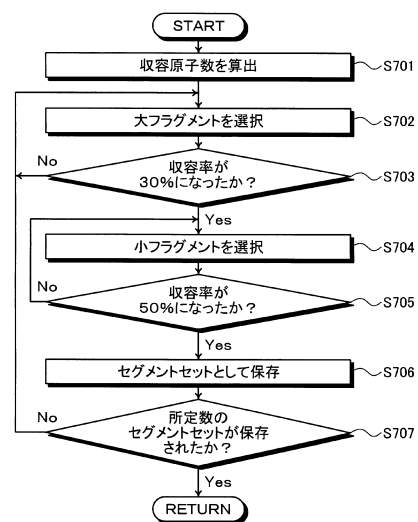 START
収容原子数を算出
S701
大フラグメントを選択
S702
No
収容率が
30%になったか?
S703
Yes
小フラグメントを選択
S704
No
収容率が
50%になったか?
S705
Yes
セグメントセットとして保存
S706
No
所定数の
セグメントセットが保存
されたか?
S707
Yes
RETURN